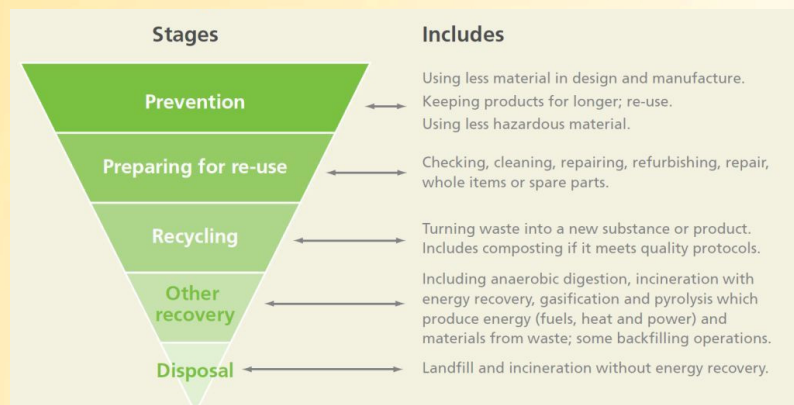 Stages
Includes
Prevention
Using less material in design and manufacture.
Keeping products for longer; re-use.
Using less hazardous material.
Preparing for re-use
Checking, cleaning, repairing, refurbishing, repair,
whole items or spare parts.
Recycling
Turning waste into a new substance or product.
Includes composting if it meets quality protocols.
Other
recovery
Including anaerobic digestion, incineration with
energy recovery, gasification and pyrolysis which
produce energy (fuels, heat and power) and
materials from waste; some backfilling operations.
Disposal
Landfill and incineration without energy recovery.